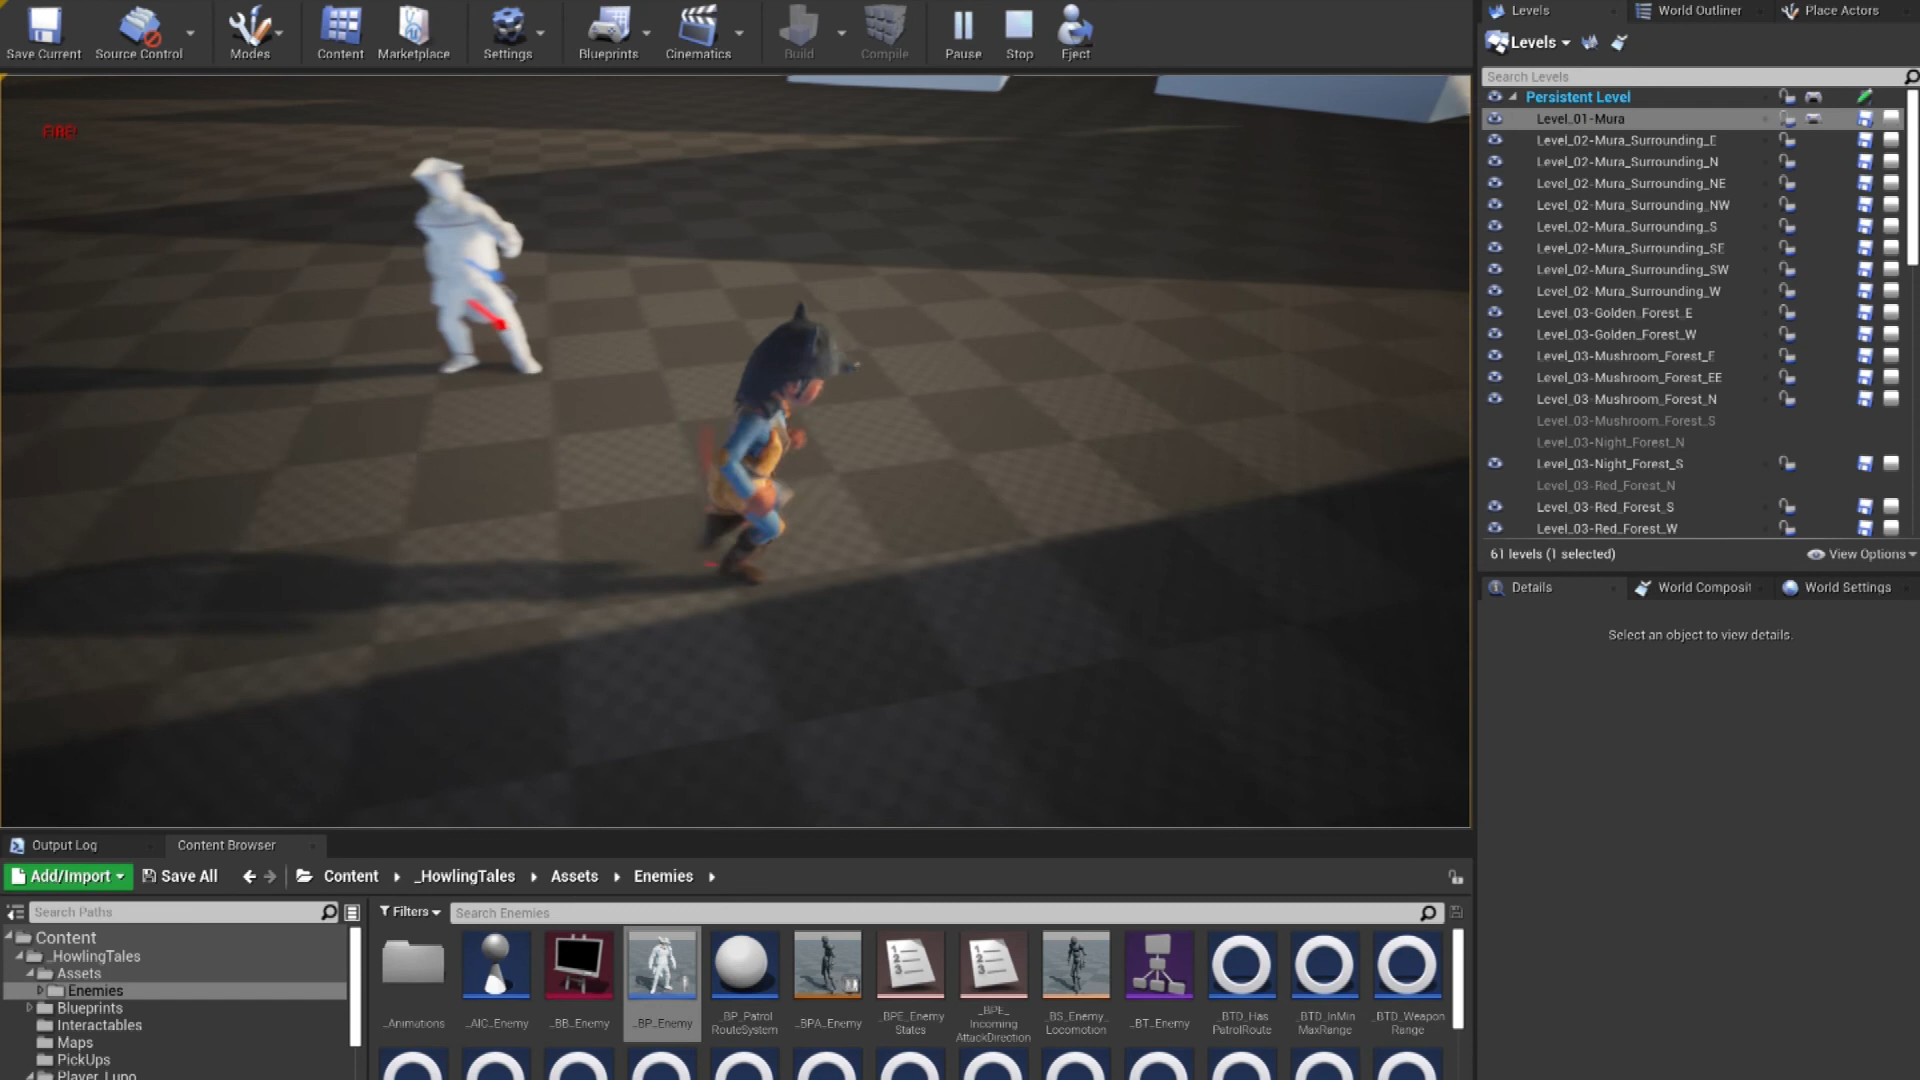 Save Current
Source Control
Modes
Content
Marketplace
Settings
Blueprints
Cinematics
Build
Compile
Pause
Stop
Eject
FIRE!
Levels
World Outliner
Place Actors
Levels
Search Levels
Persistent Level
Level_01-Mura
Level_02-Mura_Surrounding_E
Level_02-Mura_Surrounding_N
Level_02-Mura_Surrounding_NE
Level_02-Mura_Surrounding_NW
Level_02-Mura_Surrounding_S
Level_02-Mura_Surrounding_SE
Level_02-Mura_Surrounding_SW
Level_02-Mura_Surrounding_W
Level_03-Golden_Forest_E
Level_03-Golden_Forest_W
Level_03-Mushroom_Forest_E
Level_03-Mushroom_Forest_EE
Level_03-Mushroom_Forest_N
Level_03-Mushroom_Forest_S
Level_03-Night_Forest_N
Level_03-Night_Forest_S
Level_03-Red_Forest_N
Level_03-Red_Forest_S
Level_03-Red_Forest_W
61 levels (1 selected)
View Options
Details
World Composit
World Settings
Select an object to view details.
Output Log
Content Browser
Add/Import
Save All
Content
_HowlingTales
Assets
Enemies
Search Paths
Filters
Search Enemies
Content
_HowlingTales
Assets
Enemies
Blueprints
Interactables
Maps
PickUps
Player_Lupo
_Animations
_AIC_Enemy
_BB_Enemy
_BP_Enemy
_BP_Patrol
RouteSystem
_BPA_Enemy
_BPE_Enemy
States
_BPE_
Incoming
AttackDirection
_BS_Enemy_
Locomotion
_BT_Enemy
_BTD_Has
PatrolRoute
_BTD_InMin
MaxRange
_BTD_Weapon
Range